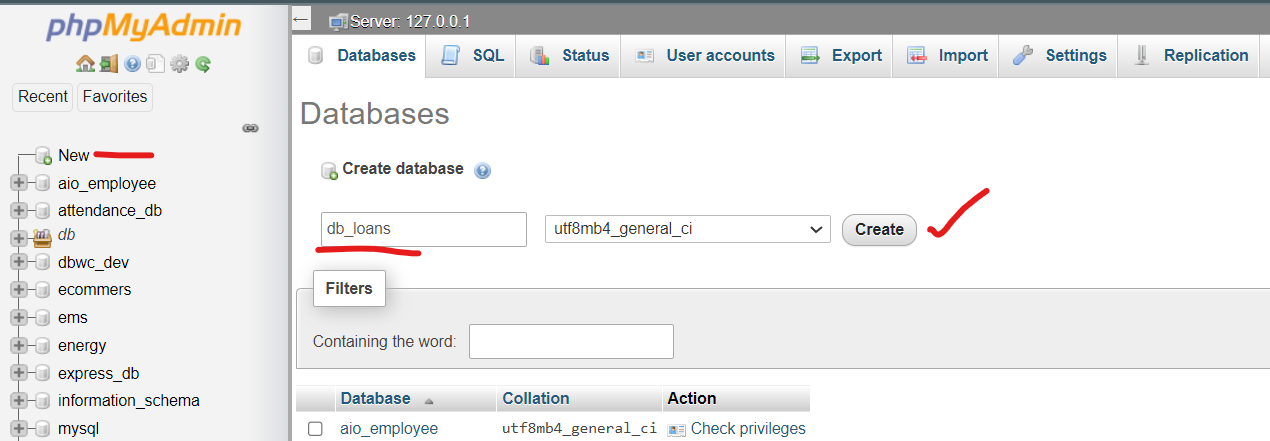 phpMyAdmin
Recent Favorites
New
aio_employee
attendance_db
db
dbwc_dev
ecommers
ems
energy
express_db
information_schema
mysql
Server: 127.0.0.1
Databases SQL Status User accounts Export Import Settings Replication
Databases
Create database
db_loans utf8mb4_general_ci Create
Filters
Containing the word:
Database Collation Action
aio_employee utf8mb4_general_ci Check privileges